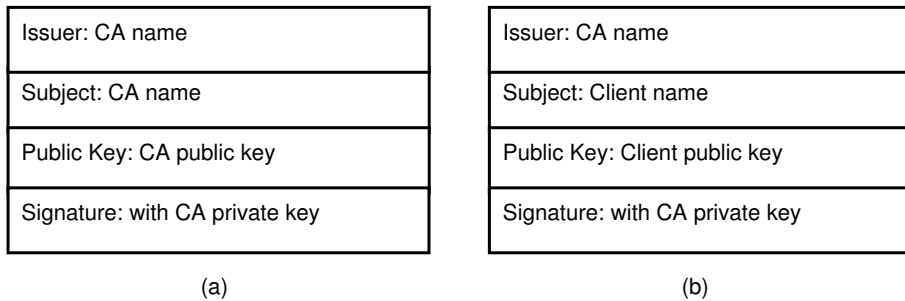 Issuer: CA name
Subject: CA name
Public Key: CA public key
Signature: with CA private key
(a)
Issuer: CA name
Subject: Client name
Public Key: Client public key
Signature: with CA private key
(b)